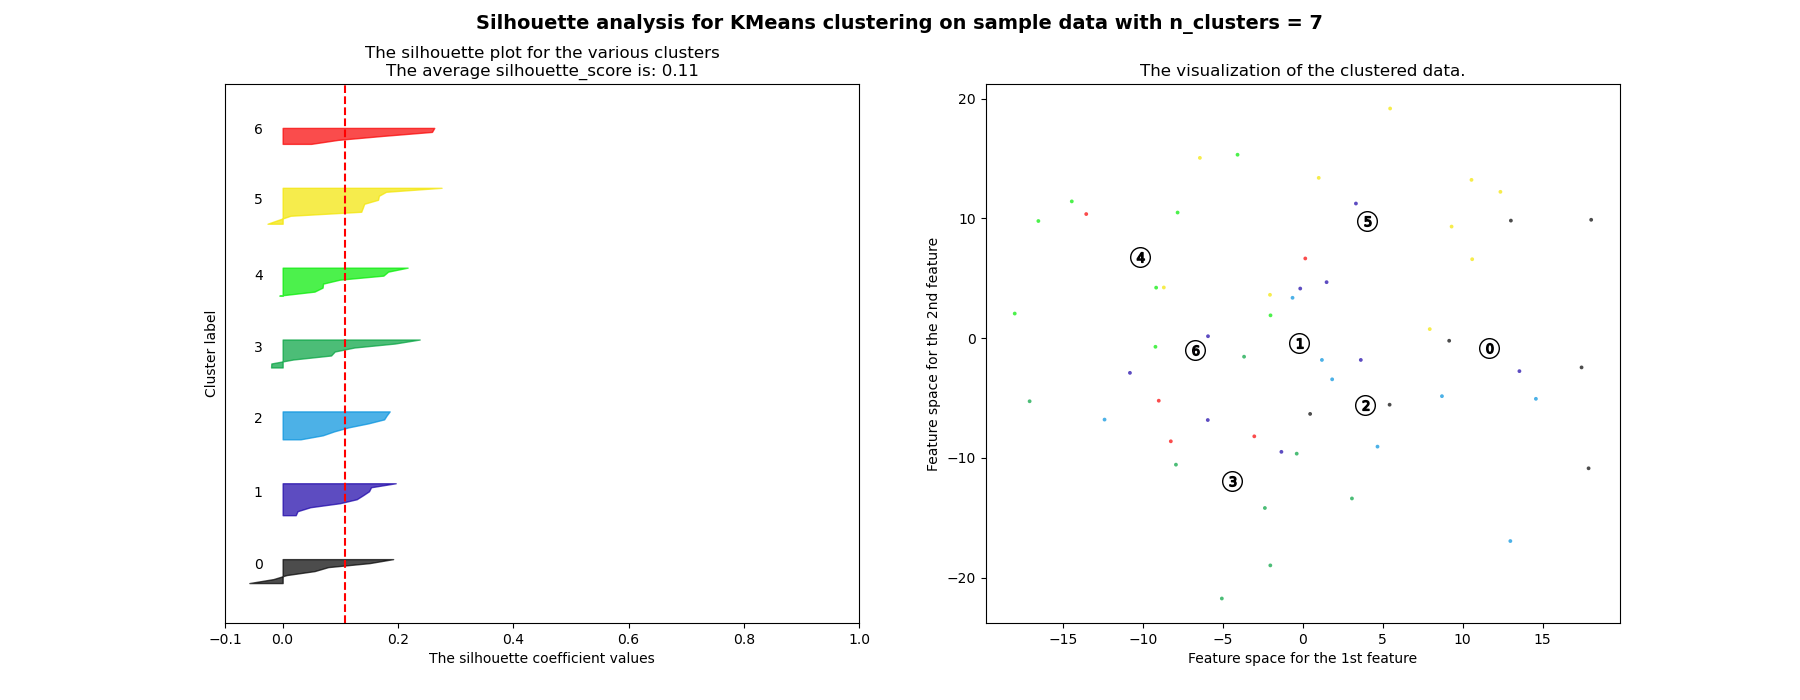 Silhouette analysis for KMeans clustering on sample data with n_clusters = 7
The silhouette plot for the various clusters
The average silhouette_score is: 0.11
Cluster label
6
5
4
3
2
1
0
−0.1 0.0 0.2 0.4 0.6 0.8 1.0
The silhouette coefficient values
The visualization of the clustered data.
Feature space for the 2nd feature
20
10
0
−10
−20
5
4
1
0
6
2
3
−15 −10 −5 0 5 10 15
Feature space for the 1st feature